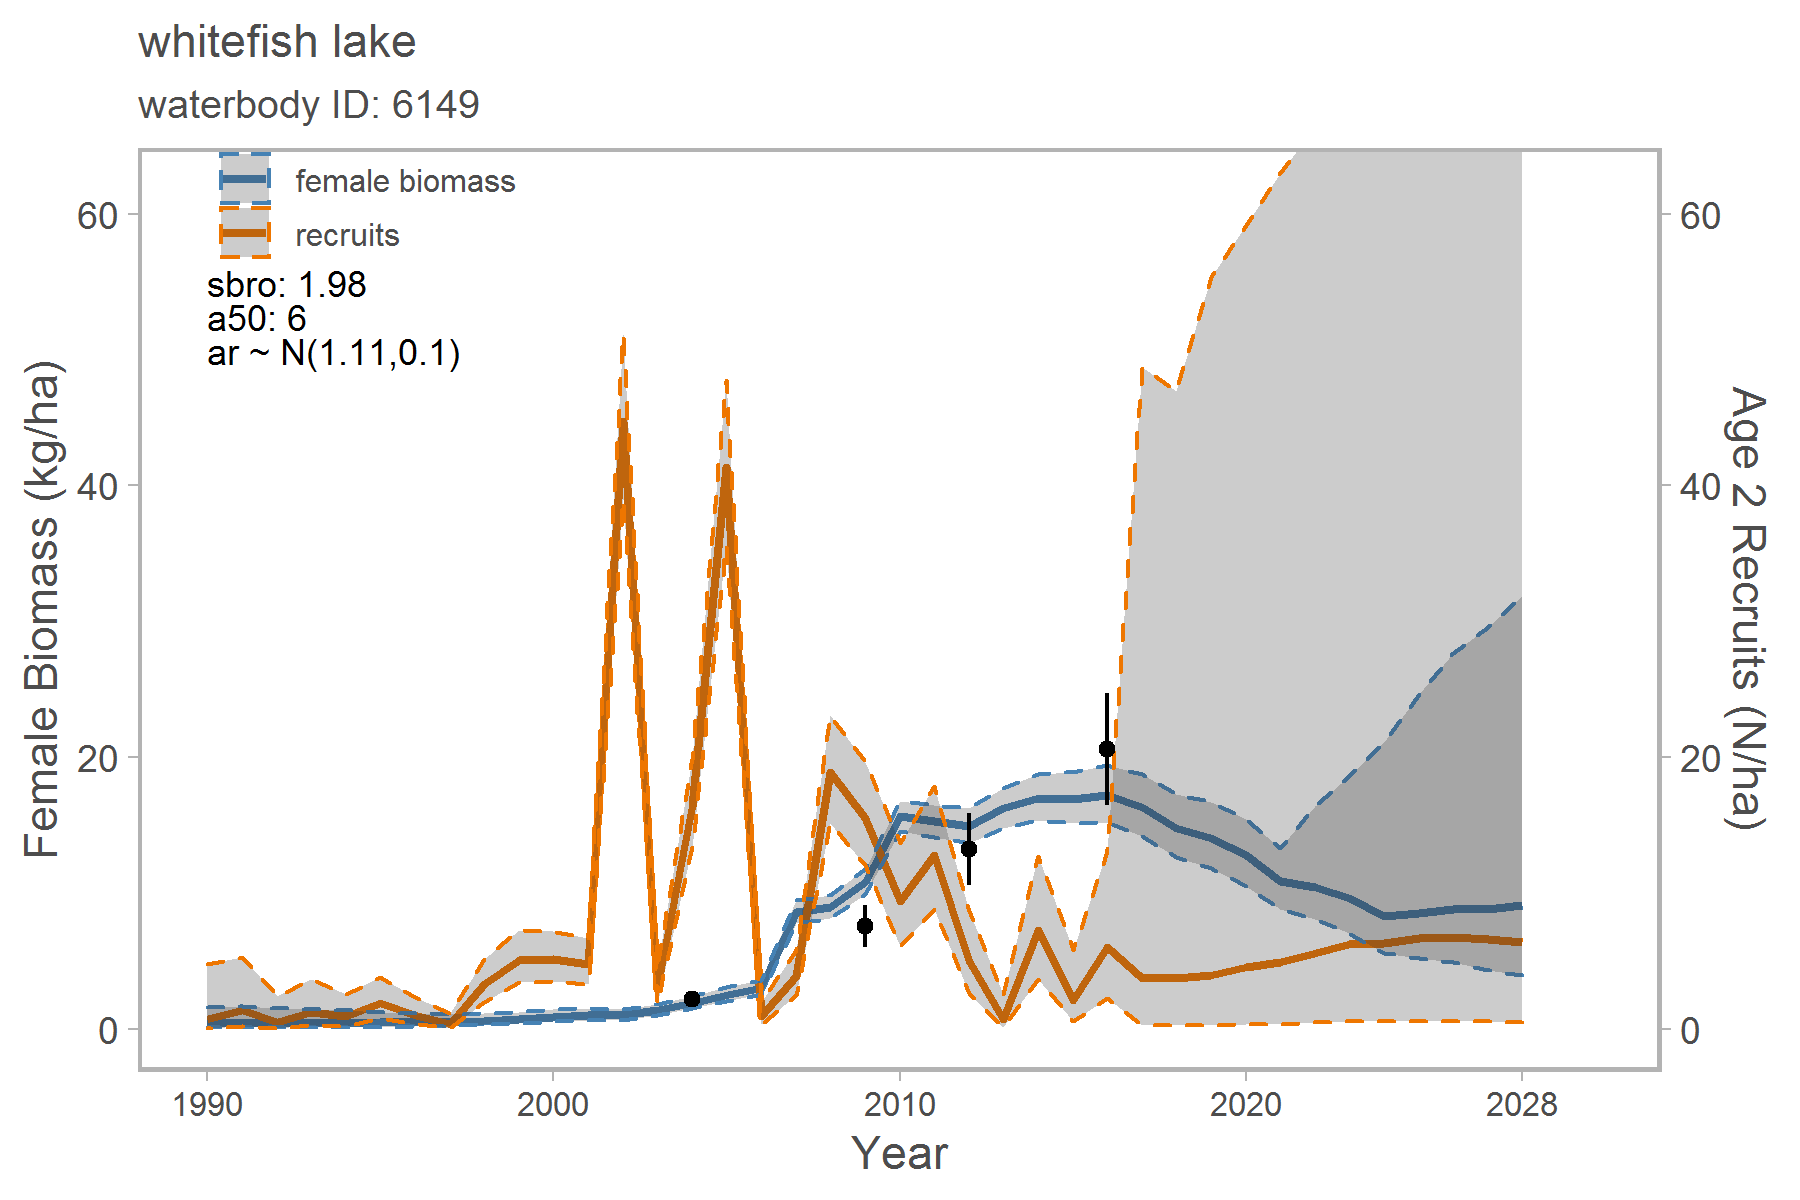 whitefish lake
waterbody ID: 6149
female biomass
recruits
sbro: 1.98
a50: 6
ar ~ N(1.11,0.1)
Female Biomass (kg/ha)
60
40
20
0
60
40
20
0
Age 2 Recruits (N/ha)
1990
2000
2010
2020
2028
Year